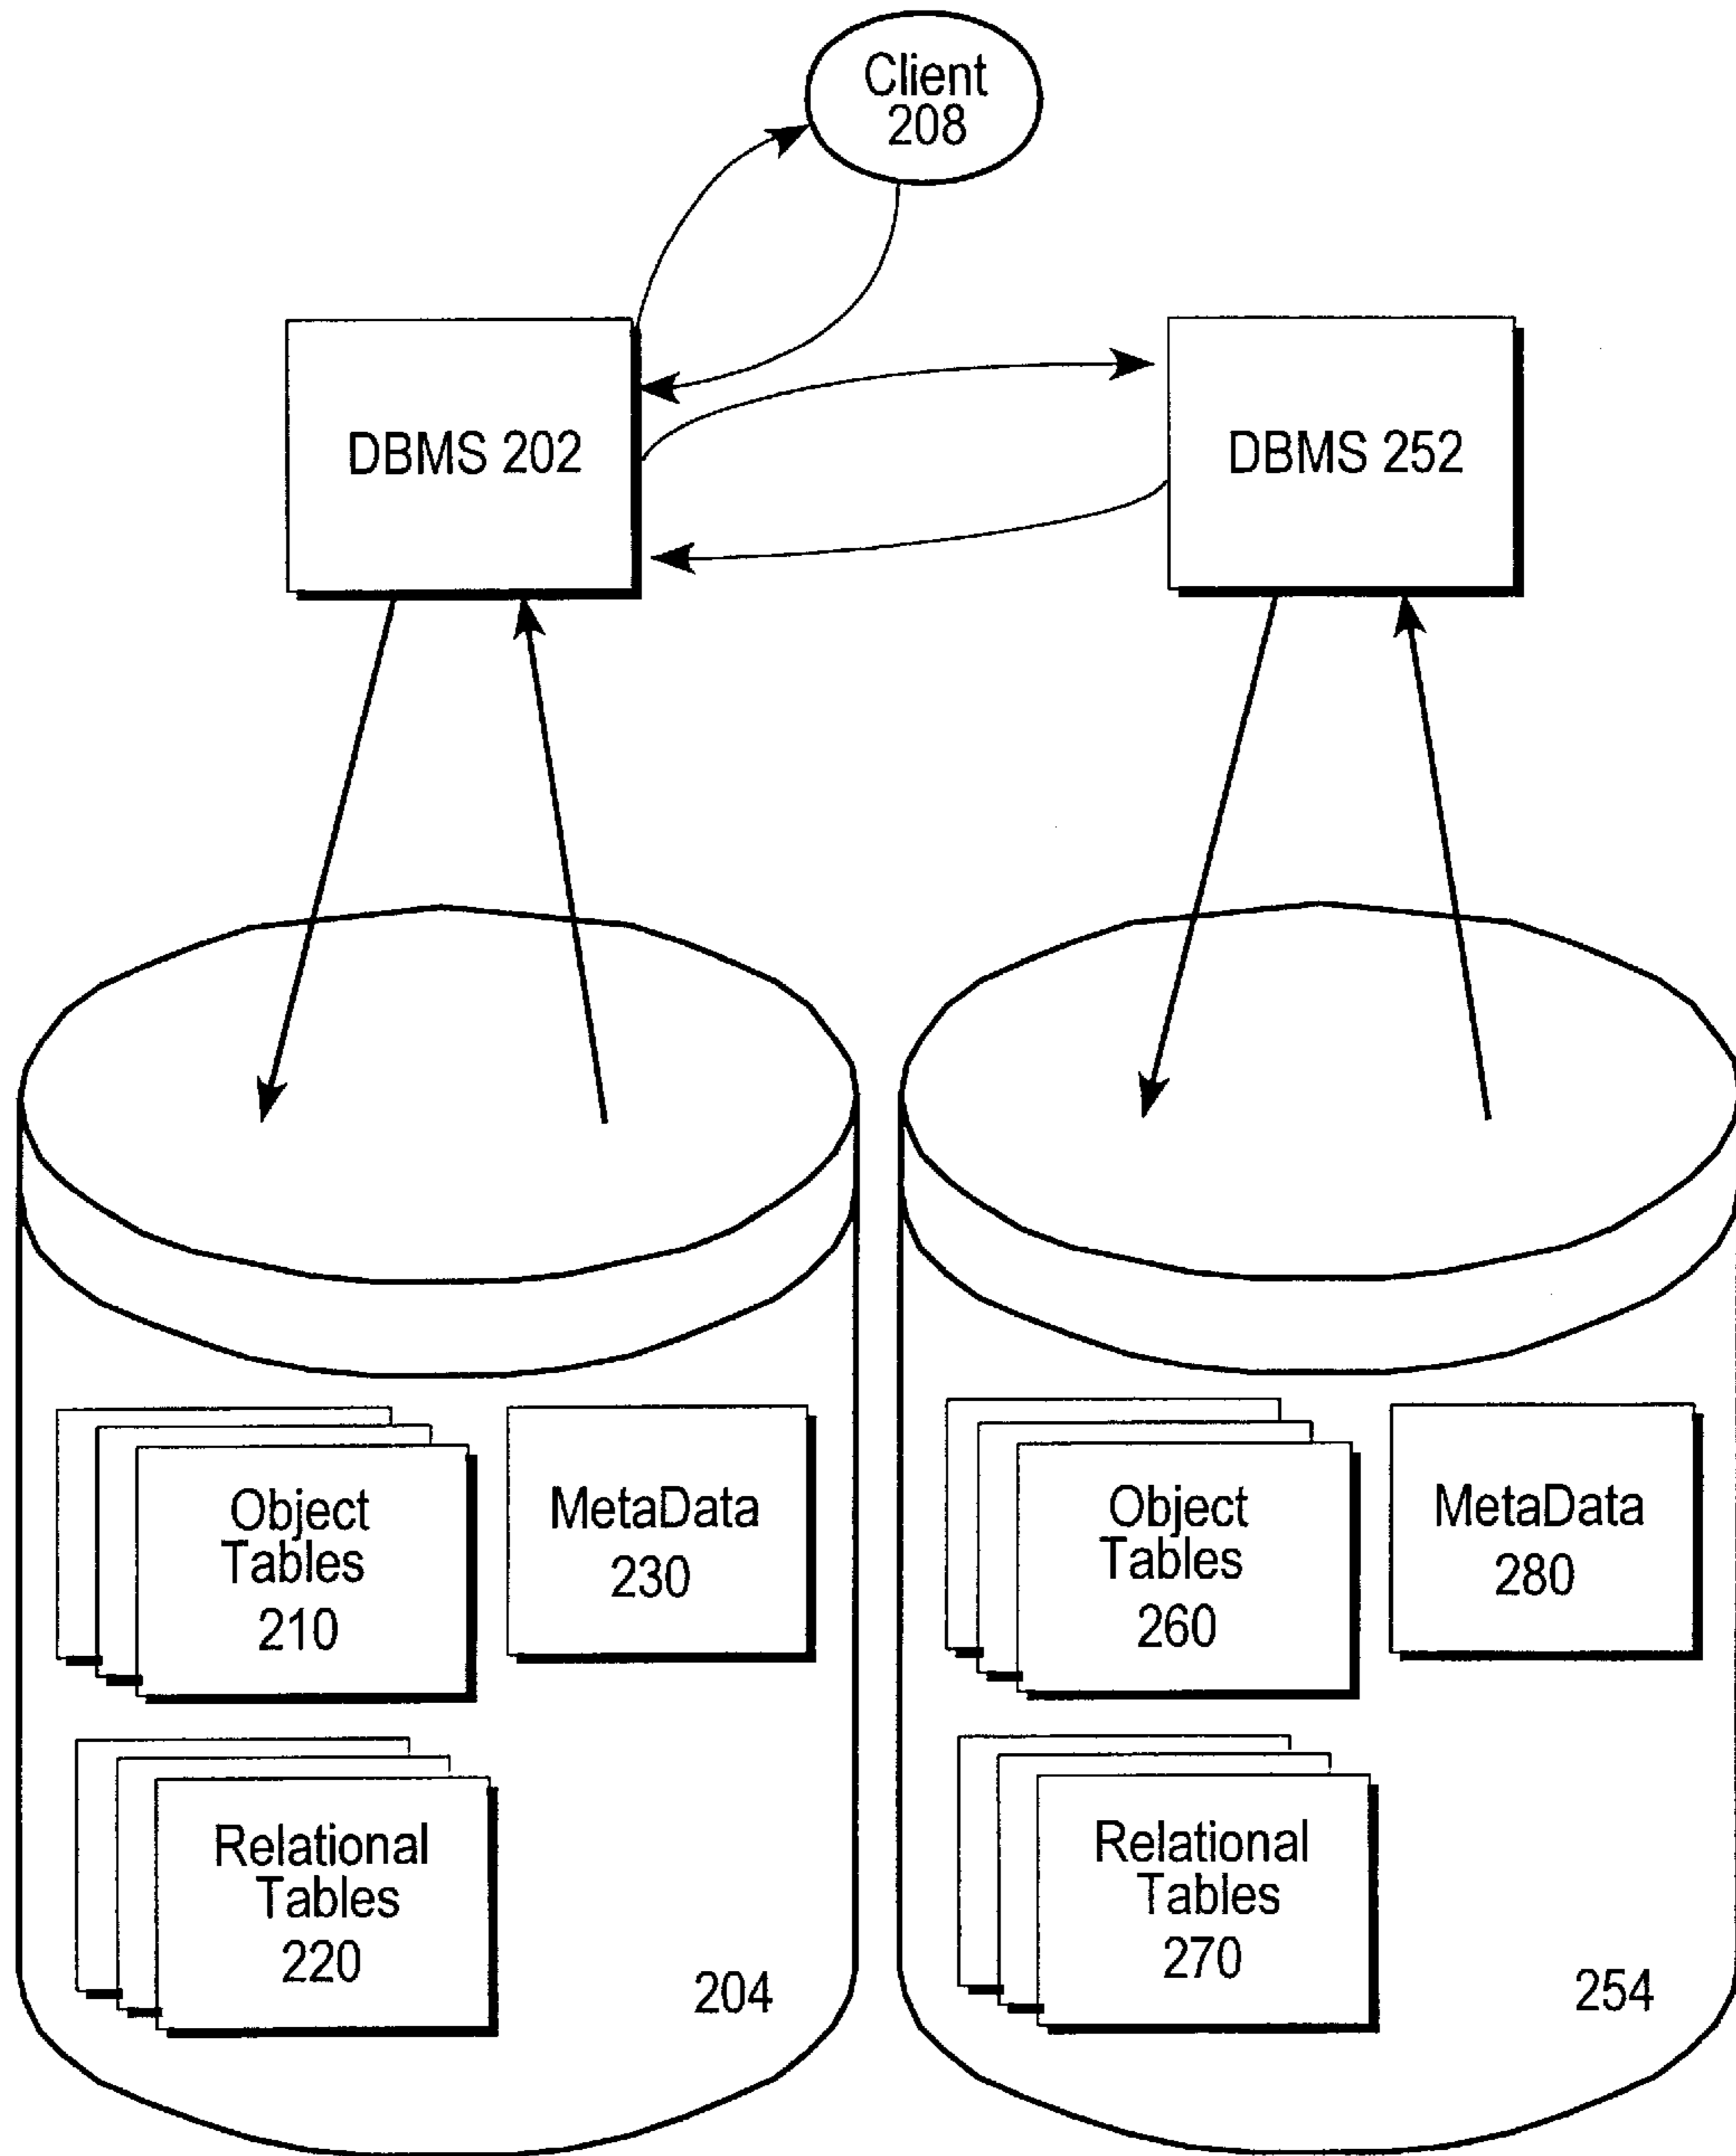 Client
208
DBMS 202
DBMS 252
Object
Tables
210
MetaData
230
Relational
Tables
220
204
Object
Tables
260
MetaData
280
Relational
Tables
270
254